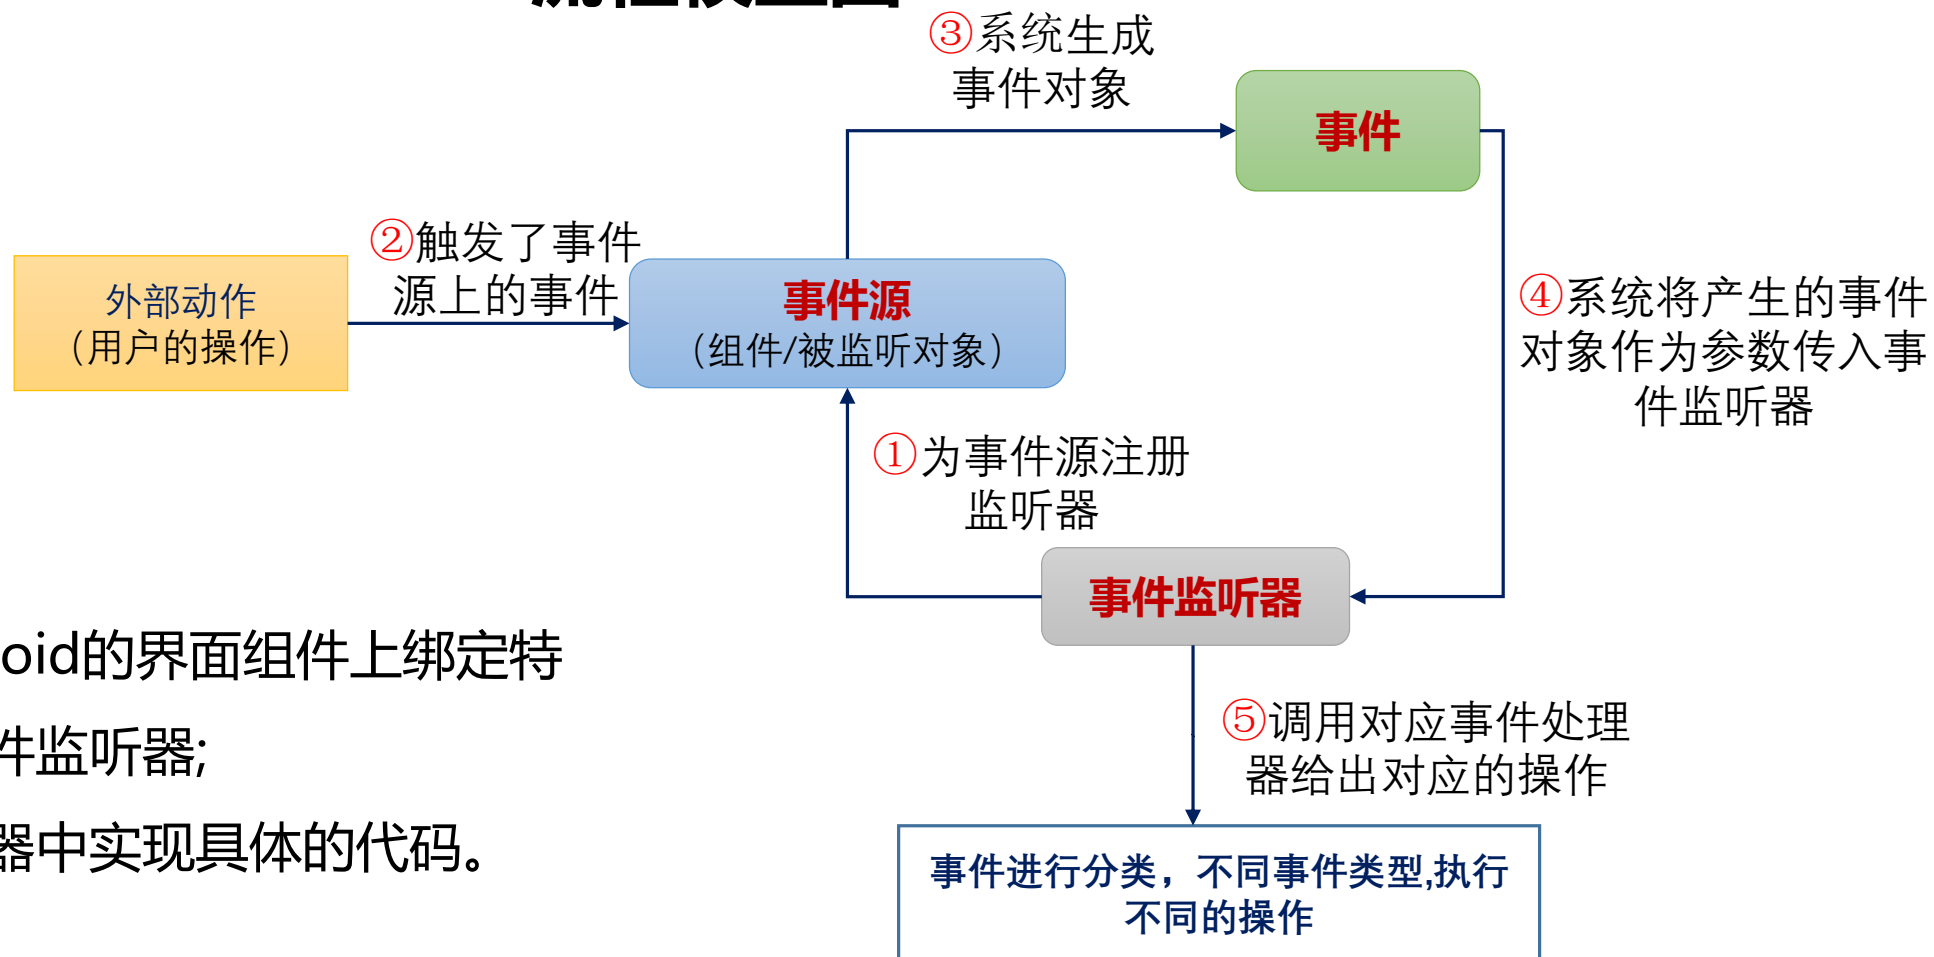 ③系统生成
事件对象
事件
②触发了事件
源上的事件
外部动作
（用户的操作）
事件源
（组件/被监听对象）
④系统将产生的事件
对象作为参数传入事
件监听器
①为事件源注册
监听器
事件监听器
oid的界面组件上绑定特
件监听器;
器中实现具体的代码。
⑤调用对应事件处理
器给出对应的操作
事件进行分类，不同事件类型,执行
不同的操作